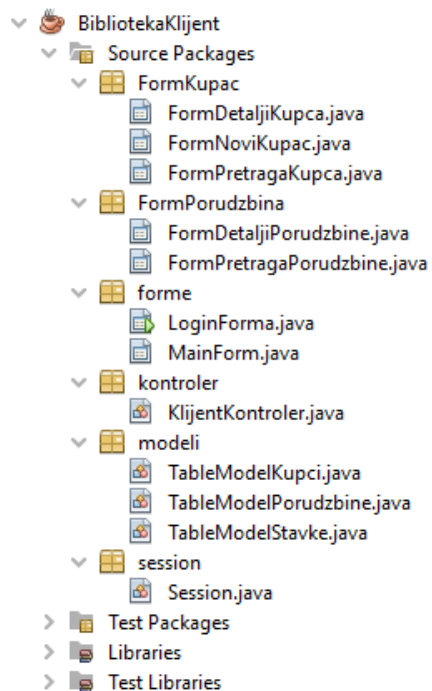 BibliotekaKlijent
Source Packages
FormKupac
FormDetaljiKupca.java
FormNoviKupac.java
FormPretragaKupca.java
FormPorudzbina
FormDetaljiPorudzbine.java
FormPretragaPorudzbine.java
forme
LoginForma.java
MainForm.java
kontroler
KlijentKontroler.java
modeli
TableModelKupci.java
TableModelPorudzbine.java
TableModelStavke.java
session
Session.java
Test Packages
Libraries
Test Libraries